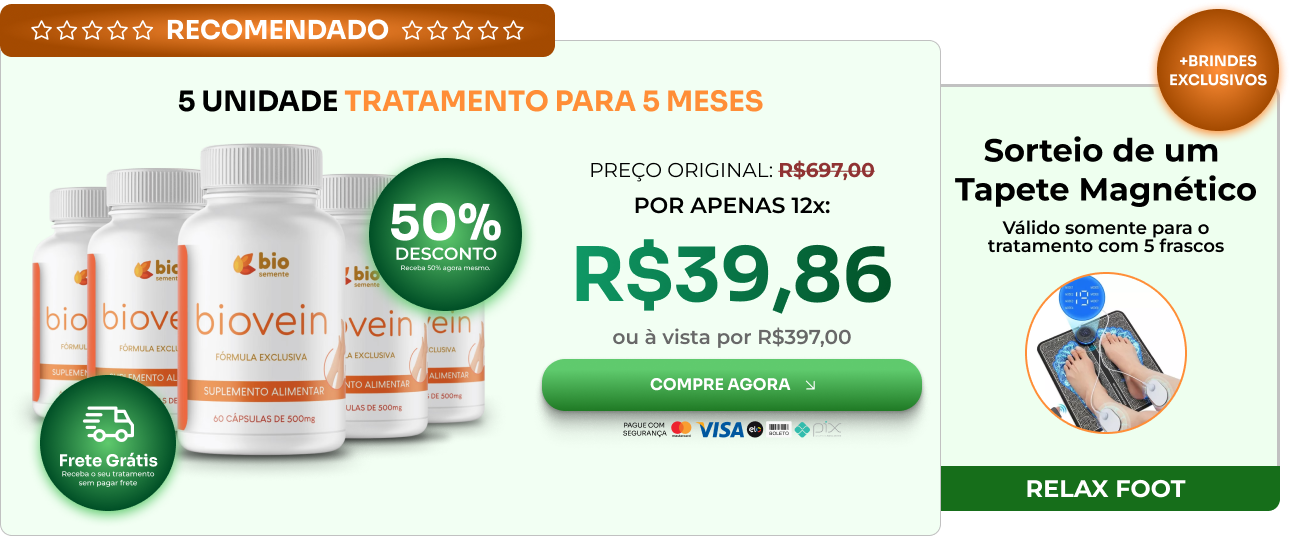 RECOMENDADO
5 UNIDADE TRATAMENTO PARA 5 MESES
50%
DESCONTO
Receba 50% agora mesmo.
bio
semente
biovein
FÓRMULA EXCLUSIVA
SUPLEMENTO ALIMENTAR
60 CÁPSULAS DE 500mg
Frete Grátis
Receba o seu tratamento
sem pagar frete
PREÇO ORIGINAL: R$697,00
POR APENAS 12x:
R$39,86
ou à vista por R$397,00
COMPRE AGORA
PAGUE COM
SEGURANÇA
mastercard
VISA
elo
BOLETO
pix
+BRINDES
EXCLUSIVOS
Sorteio de um
Tapete Magnético
Válido somente para o
tratamento com 5 frascos
19
RELAX FOOT